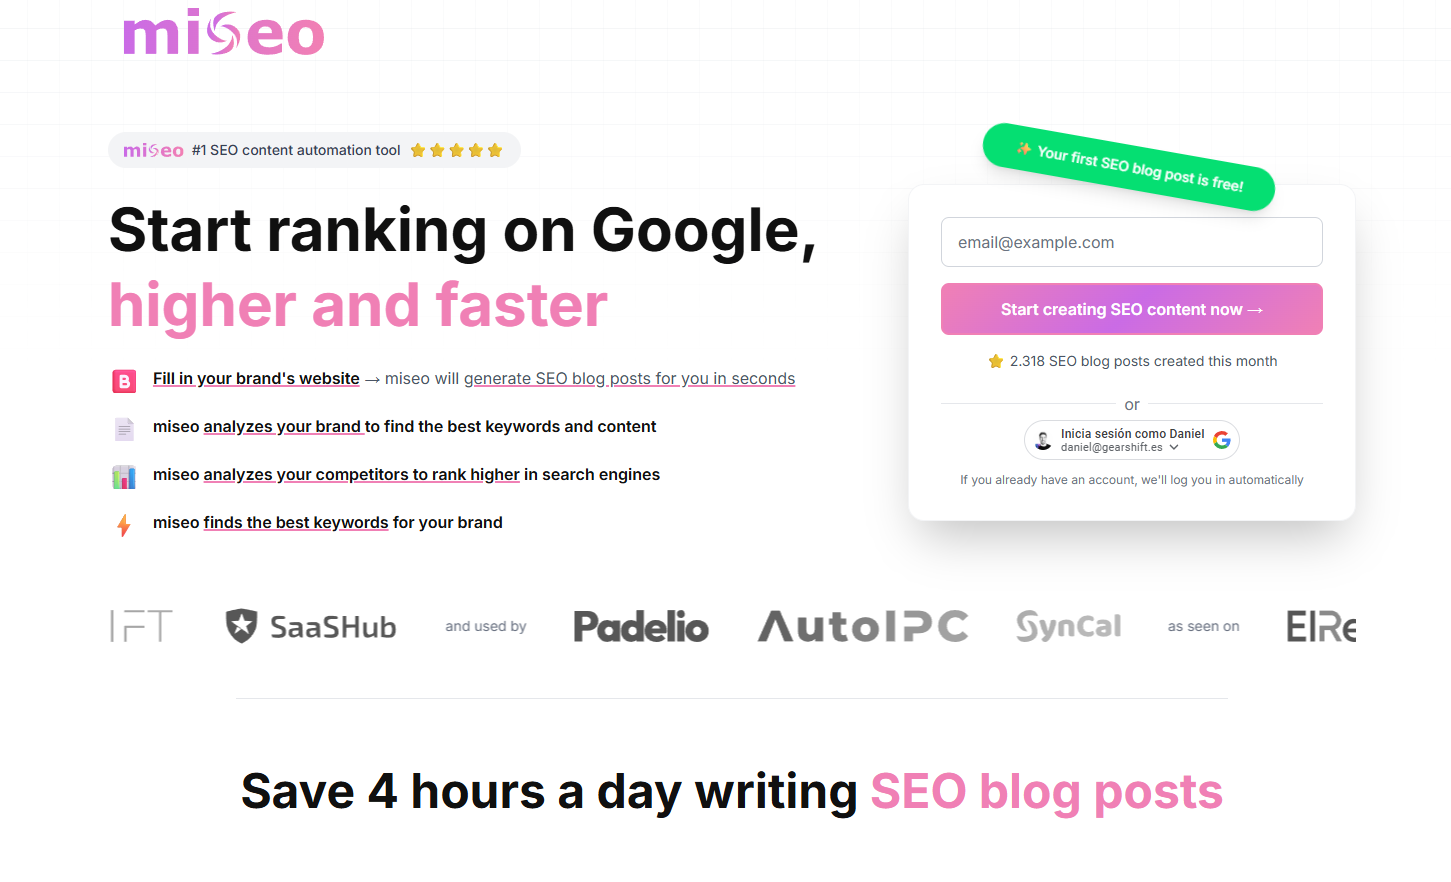 miseo
miseo #1 SEO content automation tool
✨ Your first SEO blog post is free!
Start ranking on Google,
higher and faster
Fill in your brand's website → miseo will generate SEO blog posts for you in seconds
miseo analyzes your brand to find the best keywords and content
miseo analyzes your competitors to rank higher in search engines
miseo finds the best keywords for your brand
email@example.com
Start creating SEO content now →
2.318 SEO blog posts created this month
or
Inicia sesión como Daniel
daniel@gearshift.es
If you already have an account, we'll log you in automatically
IFT SaaSHub and used by Padelio AutoIPC SynCal as seen on ElRe
Save 4 hours a day writing SEO blog posts